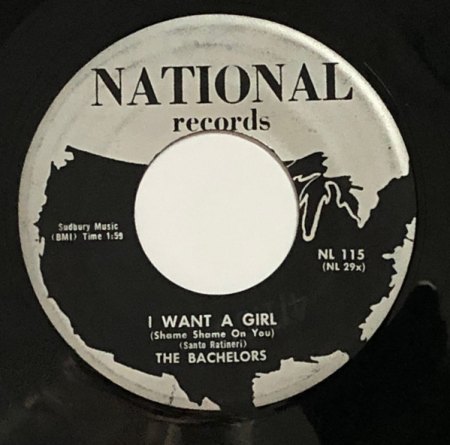 NATIONAL
records
Sudbury Music
(BMI) Time 1:59
NL 115
(NL 29x)
I WANT A GIRL
(Shame Shame On You)
(Santo Ratineri)
THE BACHELORS